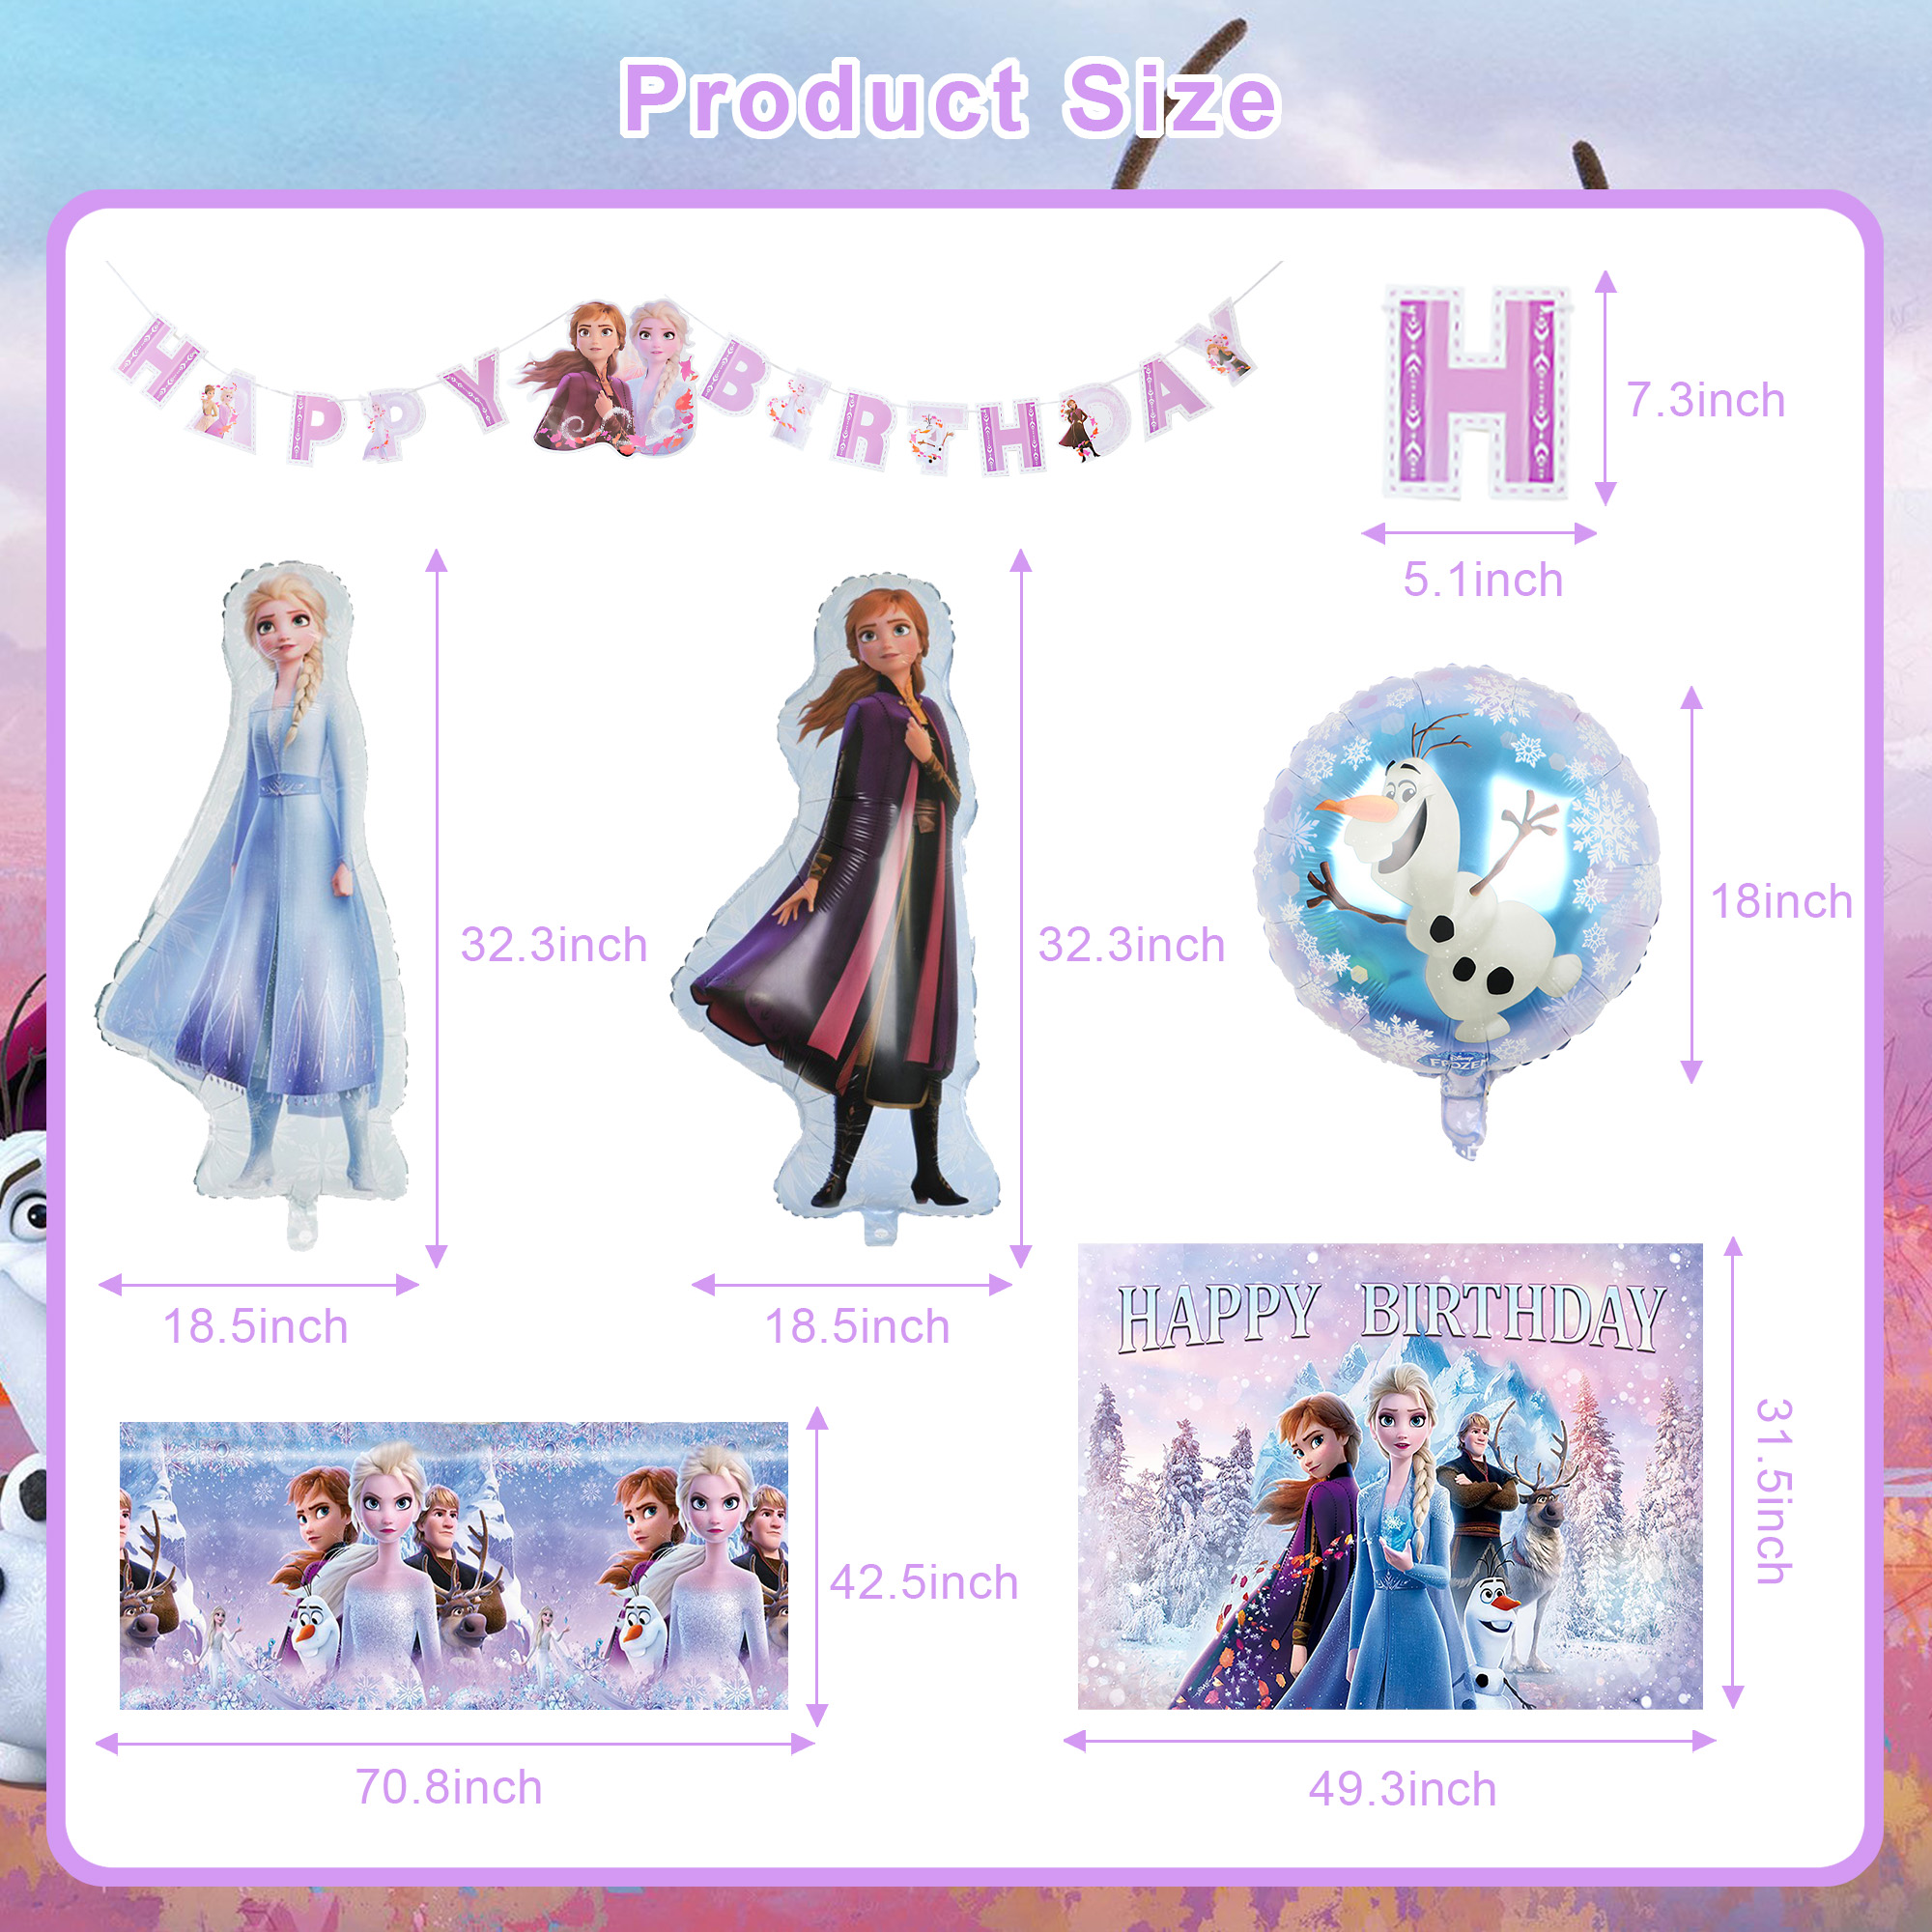 Product Size
HAPPY BIRTHDAY
H
7.3inch
5.1inch
32.3inch
32.3inch
18inch
Disney
FROZEN
18.5inch
18.5inch
HAPPY BIRTHDAY
31.5inch
42.5inch
70.8inch
49.3inch